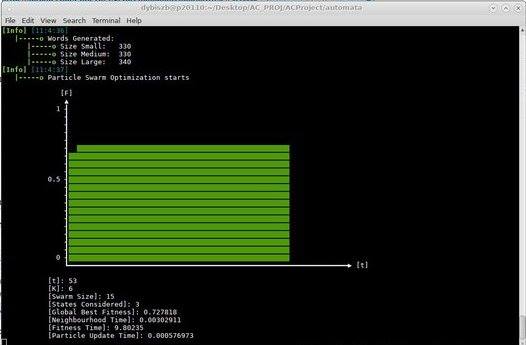 dybiszb@p20110:~/Desktop/AC_PROJ/ACProject/automata
File Edit View Search Terminal Help
[Info] [11:4:36]
|-----o Words Generated:
|-----o Size Small: 330
|-----o Size Medium: 330
|-----o Size Large: 340
[Info] [11:4:37]
|-----o Particle Swarm Optimization starts
[F]
1
0.5
0
[t]
[t]: 53
[K]: 6
[Swarm Size]: 15
[States Considered]: 3
[Global Best Fitness]: 0.727818
[Neighbourhood Time]: 0.00302911
[Fitness Time]: 9.80235
[Particle Update Time]: 0.000576973